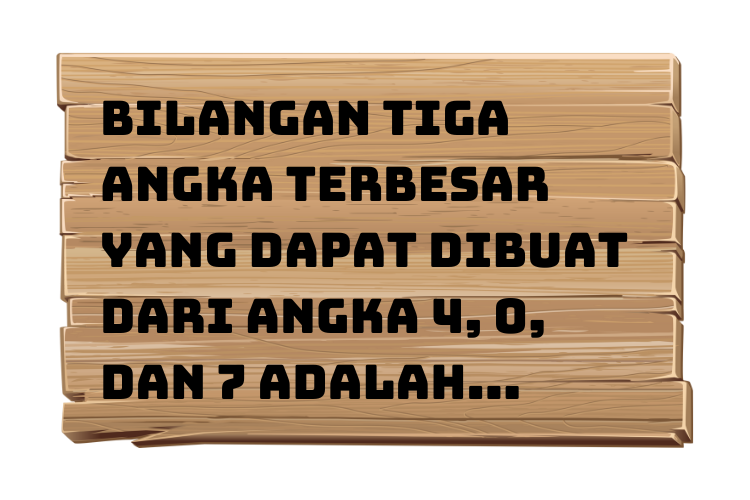 BILANGAN TIGA
ANGKA TERBESAR
YANG DAPAT DIBUAT
DARI ANGKA 4, 0,
DAN 7 ADALAH...